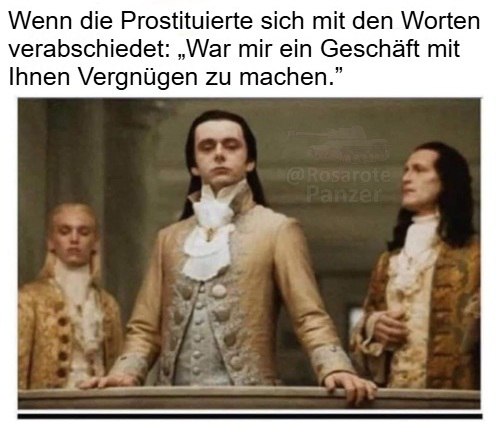 Wenn die Prostituierte sich mit den Worten
verabschiedet: „War mir ein Geschäft mit
Ihnen Vergnügen zu machen.”
@Rosarote
Panzer